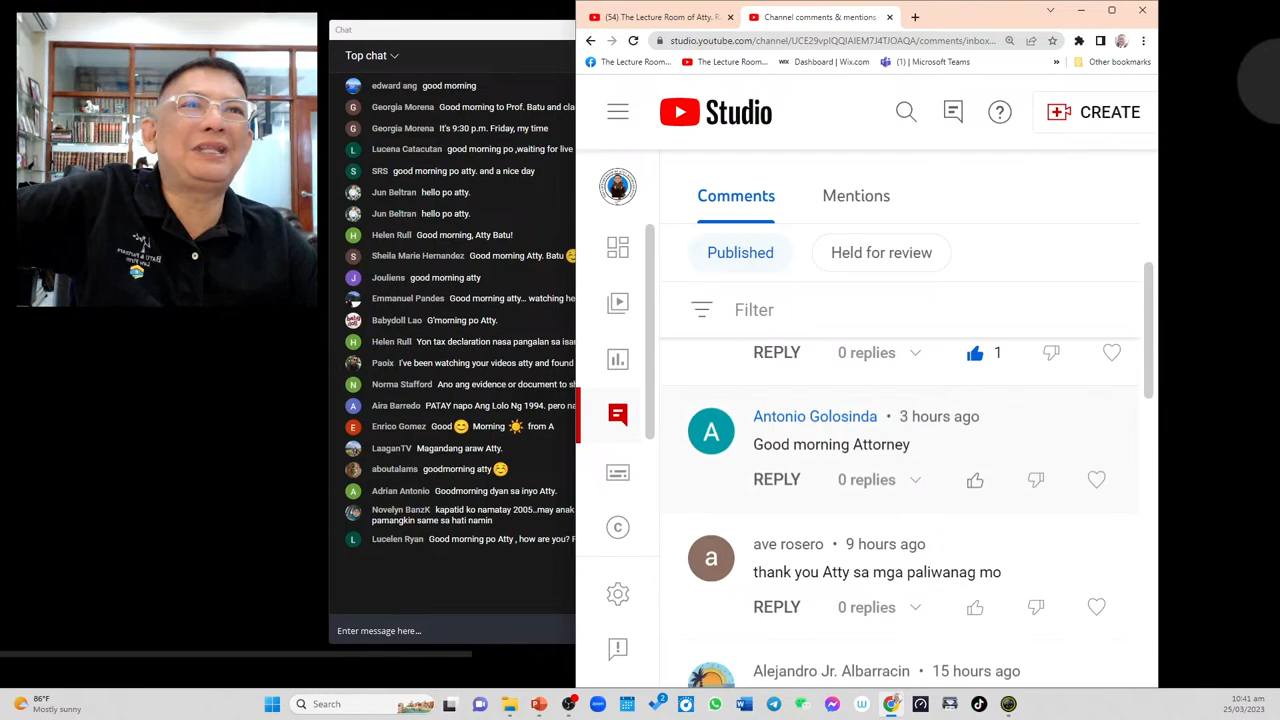 Chat
Top chat
edward ang good morning
Georgia Morena Good morning to Prof. Batu and cla
Georgia Morena It's 9:30 p.m. Friday, my time
Lucena Catacutan good morning po ,waiting for live
SRS good morning po atty. and a nice day
Jun Beltran hello po atty.
Jun Beltran hello po atty.
Helen Rull Good morning, Atty Batu!
Sheila Marie Hernandez Good morning Atty. Batu 😊
Jouliens good morning atty
Emmanuel Pandes Good morning atty... watching he
Babydoll Lao G'morning po Atty.
Helen Rull Yon tax declaration nasa pangalan sa isan
Paoix I've been watching your videos atty and found
Norma Stafford Ano ang evidence or document to sh
Aira Barredo PATAY napo Ang Lolo Ng 1994. pero na
Enrico Gomez Good 😊 Morning ☀️ from A
LaaganTV Magandang araw Atty.
aboutalams goodmorning atty 😊
Adrian Antonio Goodmorning dyan sa inyo Atty.
Novelyn BanzK kapatid ko namatay 2005..may anak
pamangkin same sa hati namin
Lucelen Ryan Good morning po Atty , how are you? F
Enter message here...
(54) The Lecture Room of Atty. R
Channel comments & mentions
studio.youtube.com/channel/UCE29vpIQQIAIEM7J4TJOAQA/comments/inbox...
The Lecture Room...
The Lecture Room...
WIX Dashboard | Wix.com
(1) | Microsoft Teams
»
Other bookmarks
Studio
CREATE
Comments
Mentions
Published
Held for review
Filter
REPLY 0 replies 1
A
Antonio Golosinda • 3 hours ago
Good morning Attorney
REPLY 0 replies
a
ave rosero • 9 hours ago
thank you Atty sa mga paliwanag mo
REPLY 0 replies
Alejandro Jr. Albarracin • 15 hours ago
86°F
Mostly sunny
Search
10:41 am
25/03/2023